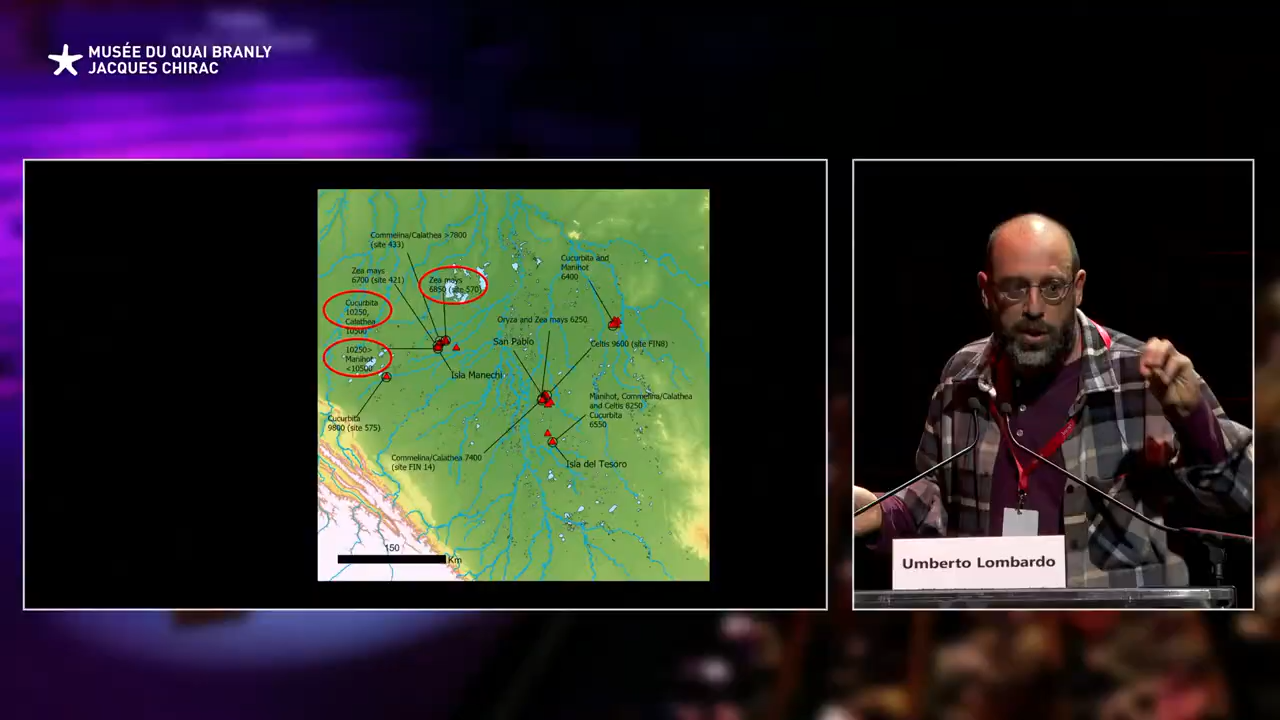 MUSÉE DU QUAI BRANLY
JACQUES CHIRAC
Commelina/Calathea >7800
(site 433)
Zea mays
6700 (site 421)
Zea mays
6850 (site 570)
Cucurbita and
Manihot
6400
Cucurbita
10250,
Calathea
10500
Oryza and Zea mays 6250
San Pablo
Celtis 9600 (site FIN8)
10250>
Manihot
<10500
Isla Manechi
Manihot, Commelina/Calathea
and Celtis 8250
Cucurbita
6550
Cucurbita
9800 (site 575)
Commelina/Calathea 7400
(site FIN 14)
Isla del Tesoro
150
Km
Umberto Lombardo